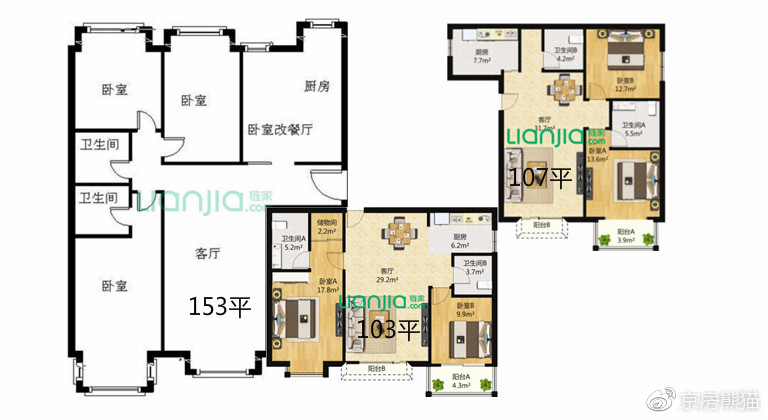 卧室
卧室
厨房
卧室改餐厅
卫生间
卫生间
卧室
客厅
153平
Lianjia.com
链家
卫生间A
5.2m²
储物间
2.2m²
卧室A
17.8m²
客厅
29.2m²
厨房
6.2m²
卫生间B
3.7m²
卧室B
9.9m²
阳台A
4.3m²
阳台B
Lianjia.com
链家
103平
厨房
7.7m²
卫生间B
4.2m²
卧室B
12.7m²
客厅
31.7m²
卫生间A
5.5m²
卧室A
13.6m²
Lianjia.com
链家
107平
阳台B
阳台A
3.9m²
京房熊猫